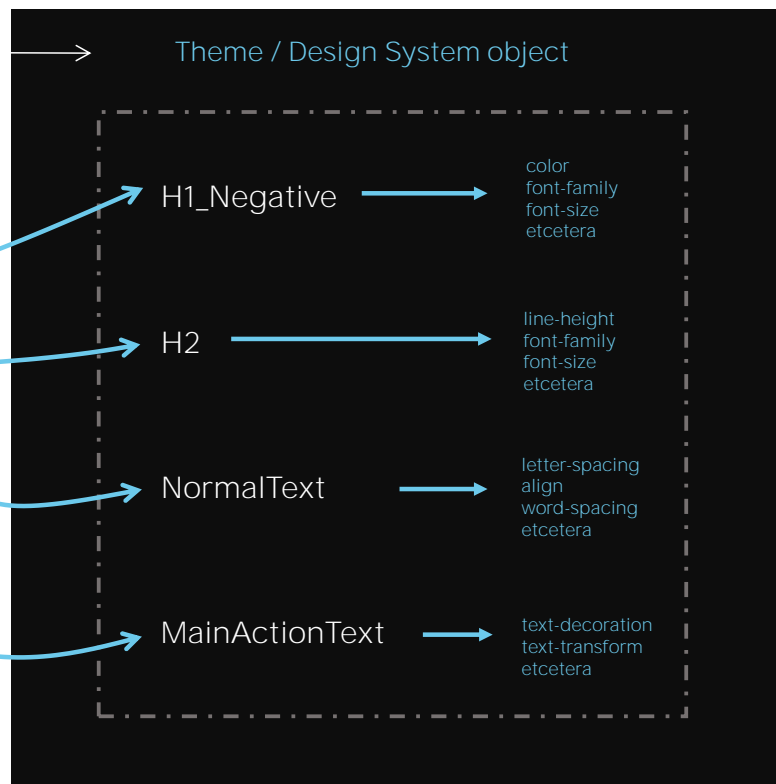 Theme / Design System object
H1_Negative
color
font-family
font-size
etcetera
H2
line-height
font-family
font-size
etcetera
NormalText
letter-spacing
align
word-spacing
etcetera
MainActionText
text-decoration
text-transform
etcetera